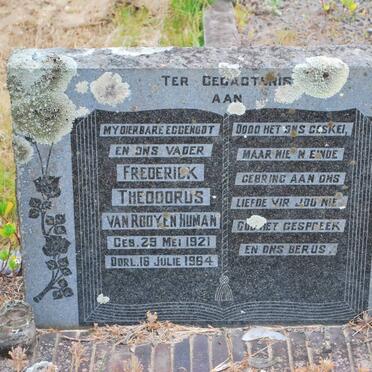 TER GEDAGTENIS
AAN
MY DIERBARE EGGENOOT
EN ONS VADER
FREDERICK
THEODORUS
VAN ROOYEN HUMAN
GEB. 29 MEI 1921
OORL. 16 JULIE 1964
DOOD HET ONS GESKEI,
MAAR NIE 'N EINDE
GEBRING AAN ONS
LIEFDE VIR JOU NIE.
GOD HET GESPREEK
EN ONS BERUS.